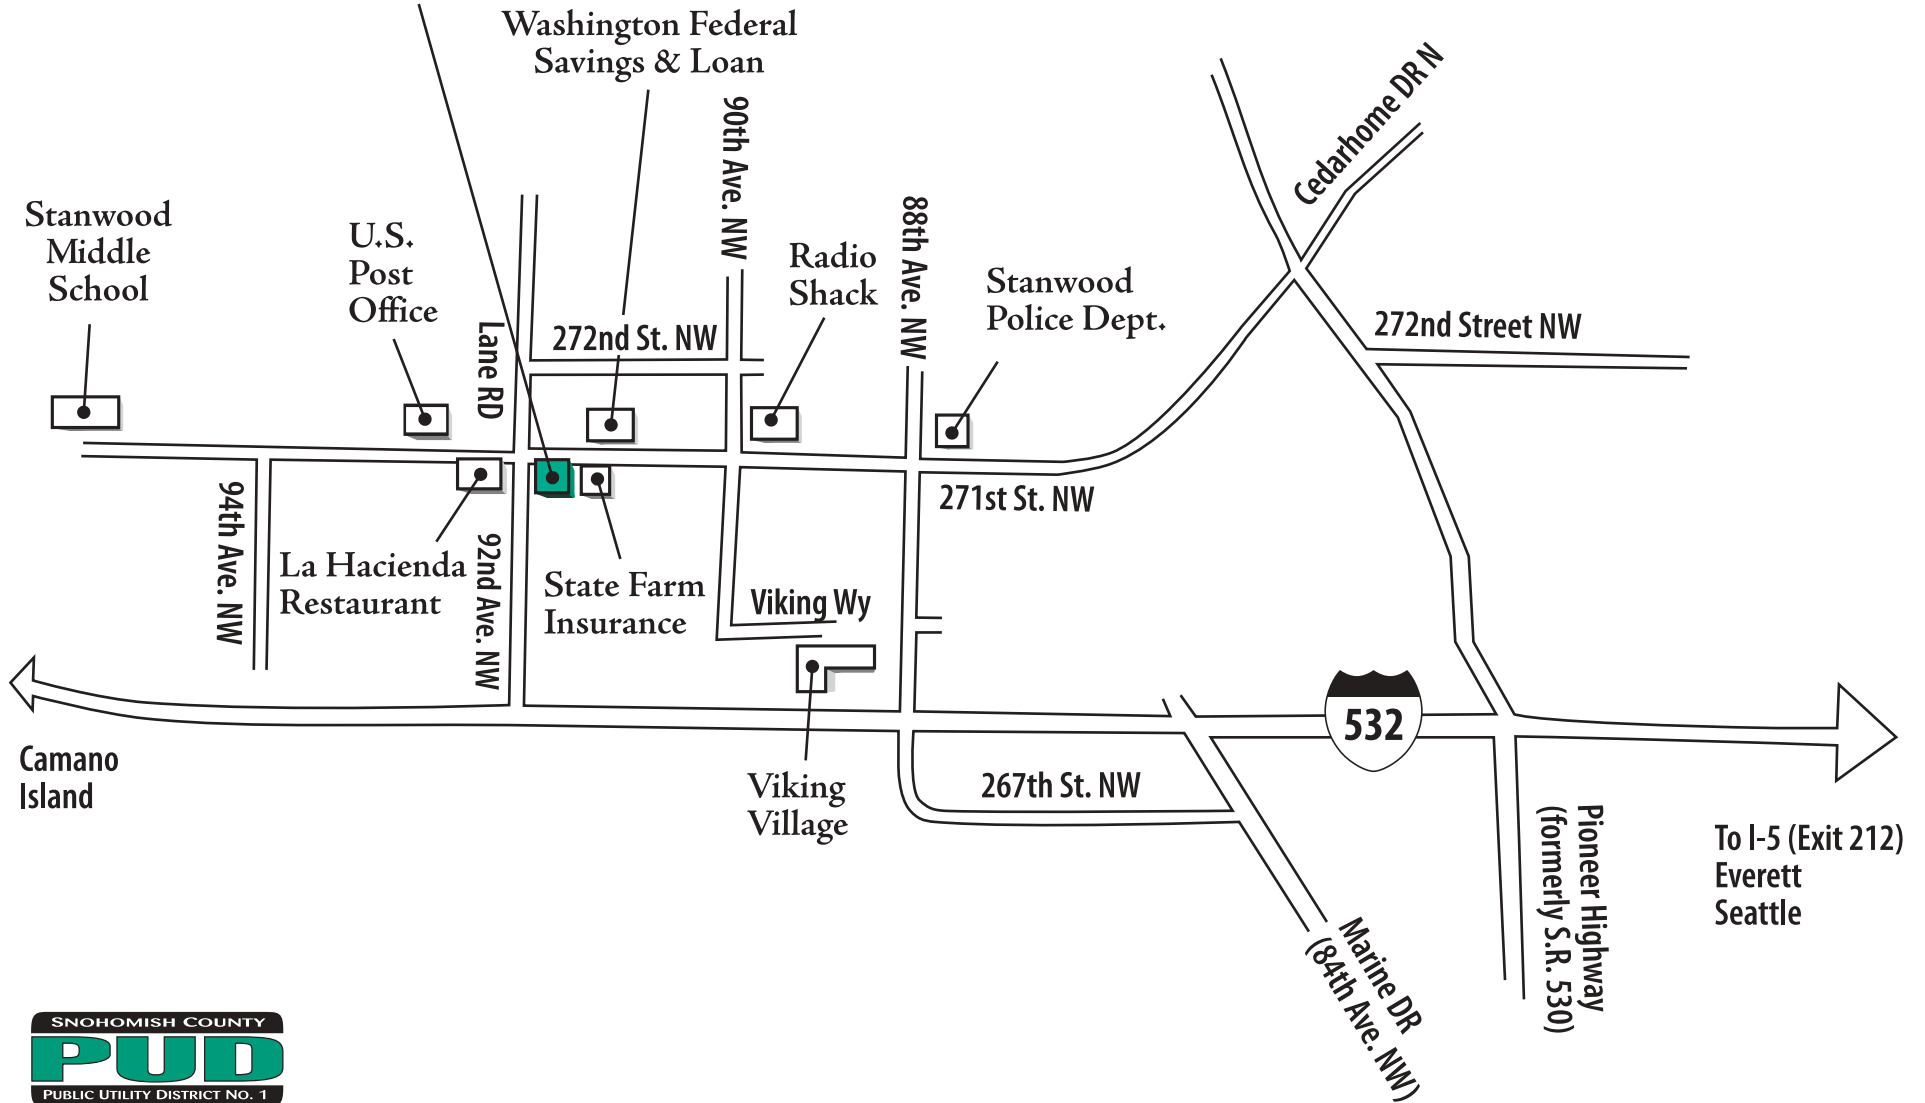 Washington Federal
Savings & Loan
90th Ave. NW
Cedarhome DR N
Stanwood
Middle
School
U.S.
Post
Office
Lane RD
272nd St. NW
Radio
Shack
88th Ave. NW
Stanwood
Police Dept.
272nd Street NW
94th Ave. NW
La Hacienda
Restaurant
92nd Ave. NW
State Farm
Insurance
Viking Wy
271st St. NW
532
Camano
Island
Viking
Village
267th St. NW
Marine DR
(84th Ave. NW)
Pioneer Highway
(formerly S.R. 530)
To I-5 (Exit 212)
Everett
Seattle
SNOHOMISH COUNTY
PUD
PUBLIC UTILITY DISTRICT NO. 1